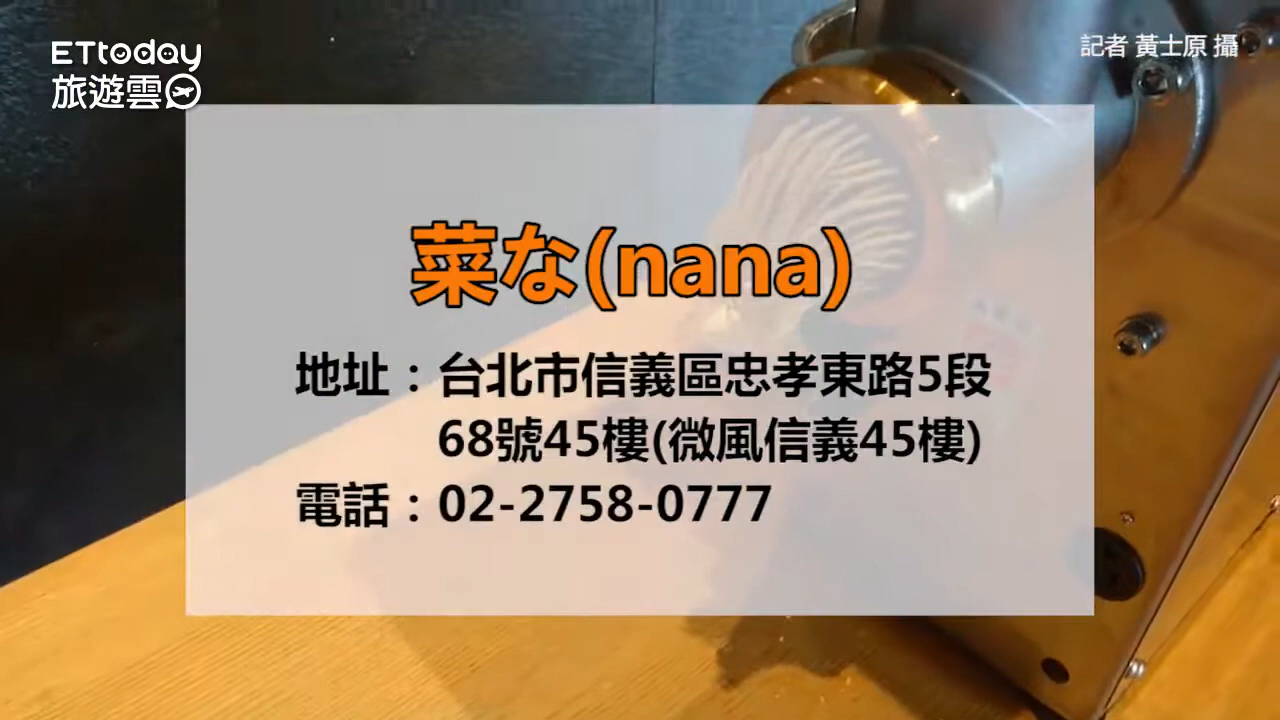 ETtoday
旅遊雲
記者 黃士原 攝
菜な(nana)
地址：台北市信義區忠孝東路5段
68號45樓(微風信義45樓)
電話：02-2758-0777